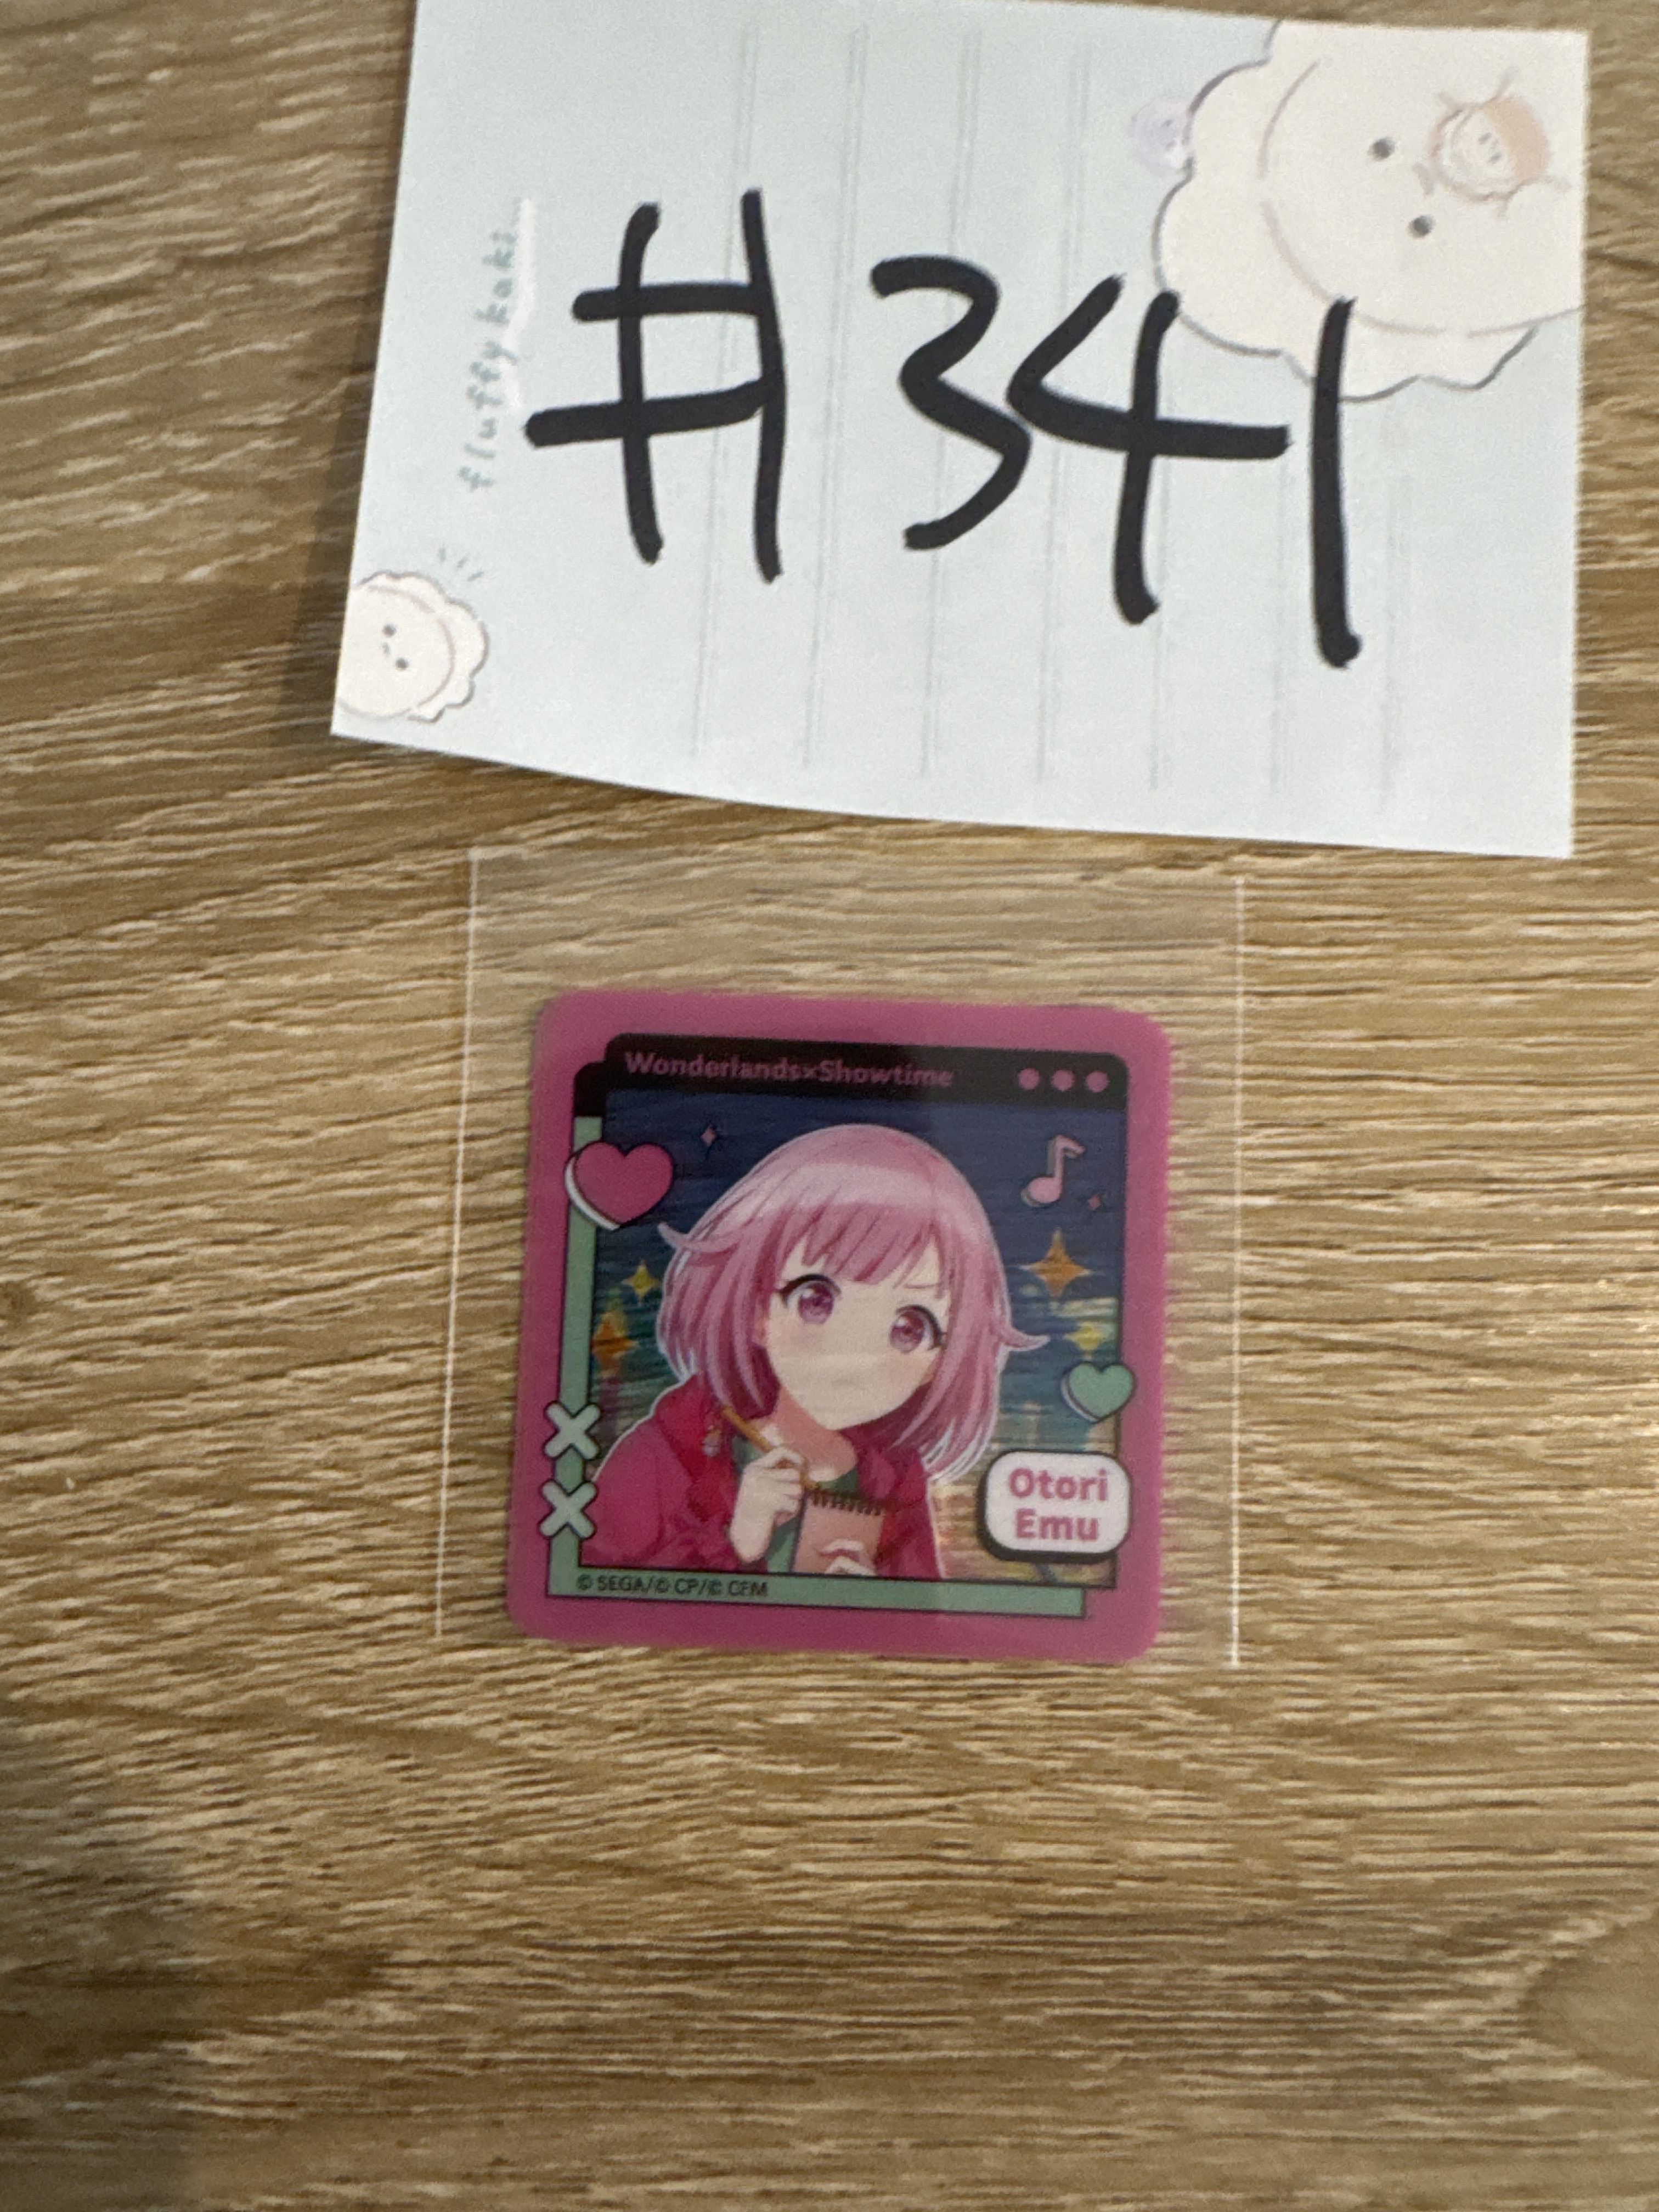 #341
fluffy kaki
Wonderlands×Showtime
Otori
Emu
© SEGA/© CP/© CFM